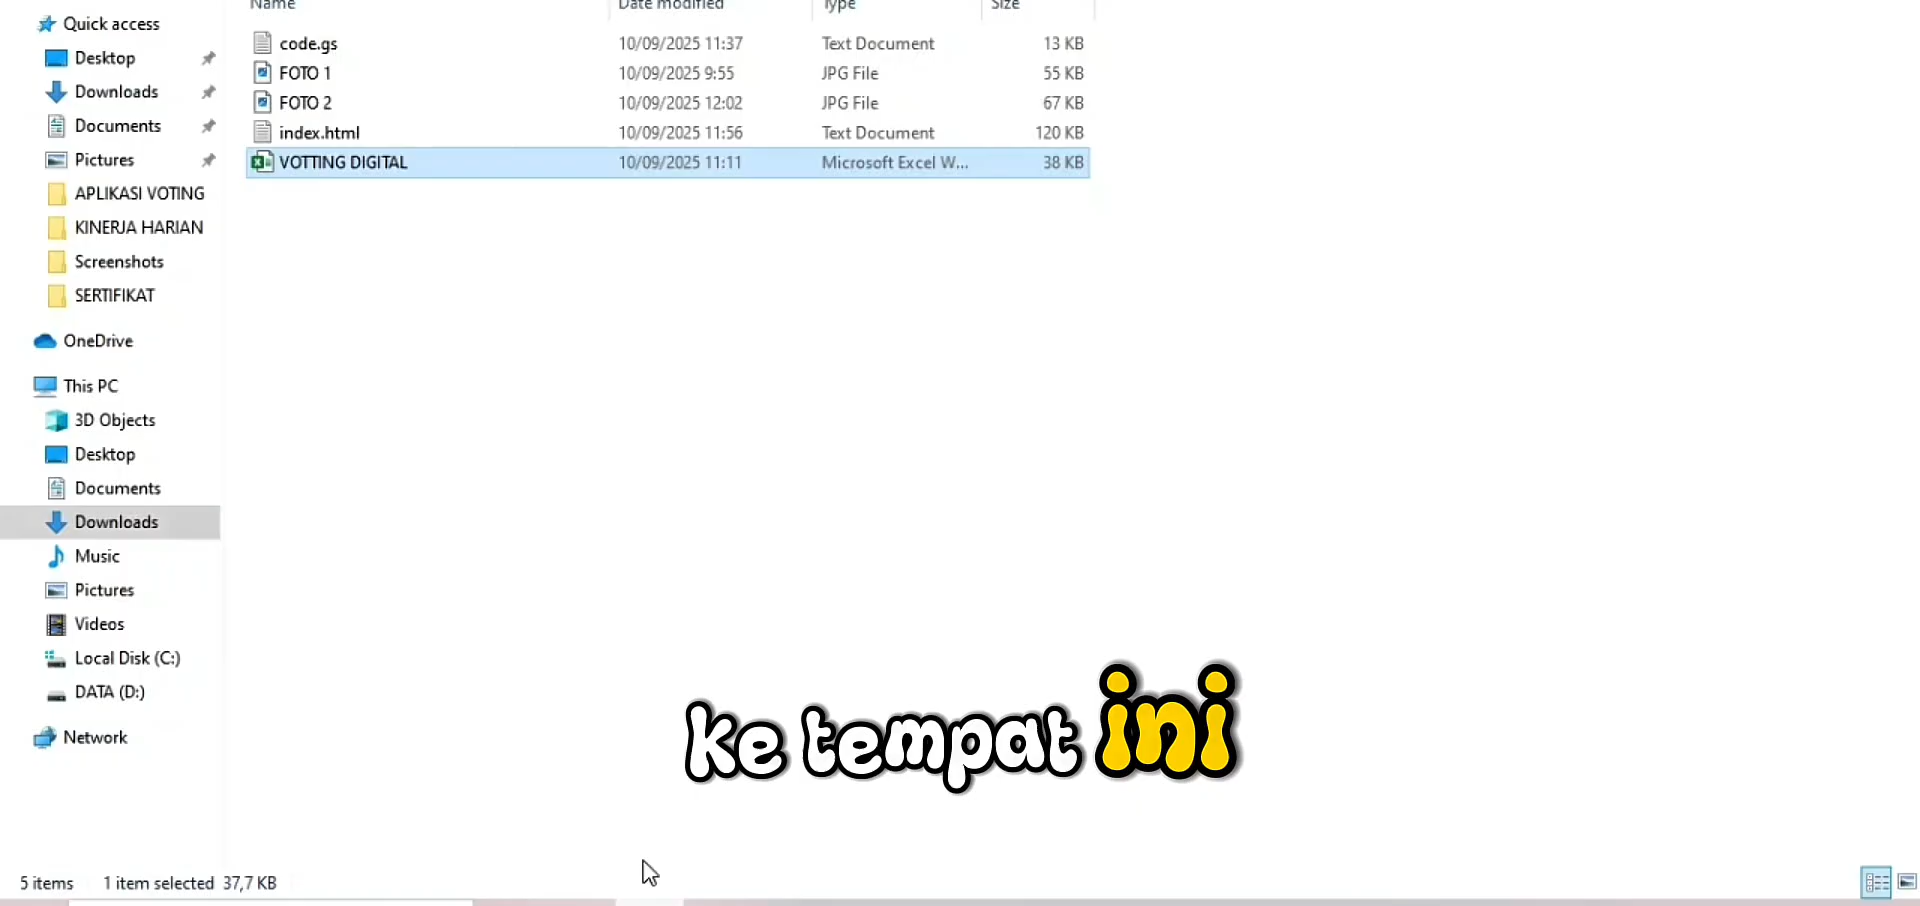 Name Date modified Type Size
Quick access
code.gs 10/09/2025 11:37 Text Document 13 KB
Desktop
FOTO 1 10/09/2025 9:55 JPG File 55 KB
Downloads
FOTO 2 10/09/2025 12:02 JPG File 67 KB
Documents
index.html 10/09/2025 11:56 Text Document 120 KB
Pictures
VOTTING DIGITAL 10/09/2025 11:11 Microsoft Excel W... 38 KB
APLIKASI VOTING
KINERJA HARIAN
Screenshots
SERTIFIKAT
OneDrive
This PC
3D Objects
Desktop
Documents
Downloads
Music
Pictures
Videos
Local Disk (C:)
DATA (D:)
Network
Ke tempat ini
5 items 1 item selected 37,7 KB